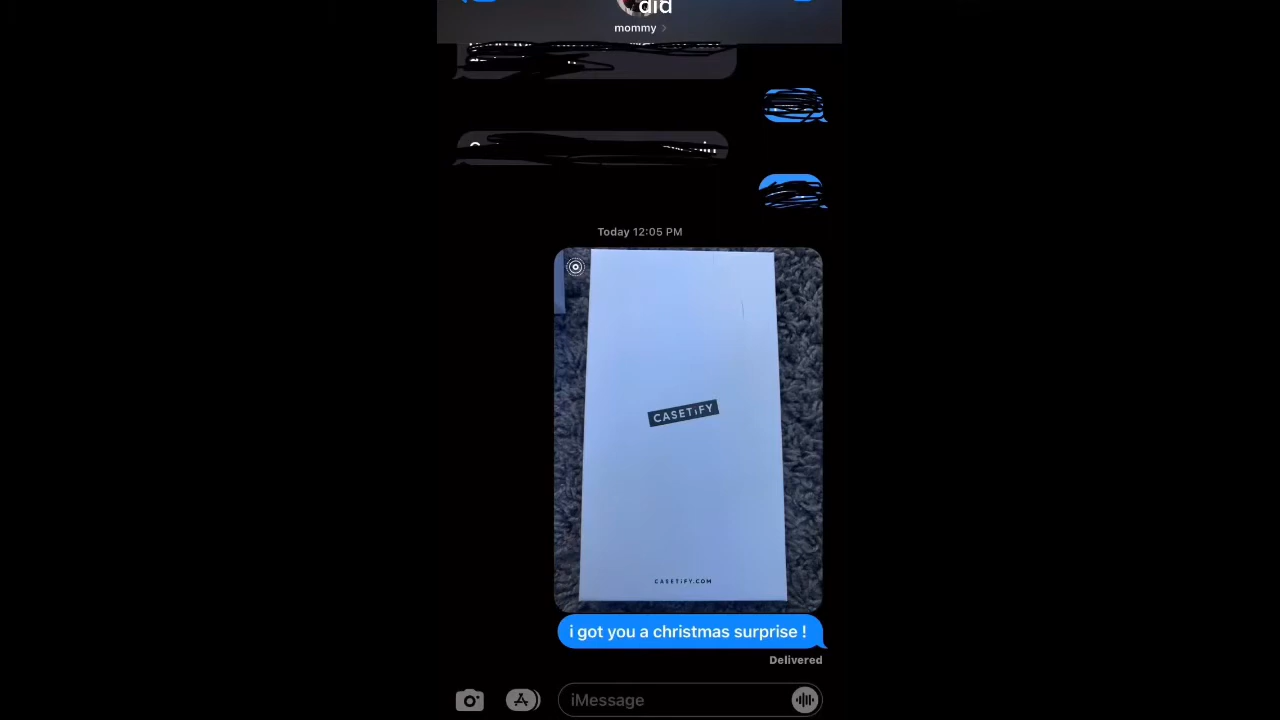 did
mommy
Today 12:05 PM
CASETiFY
CASETiFY.COM
i got you a christmas surprise !
Delivered
iMessage